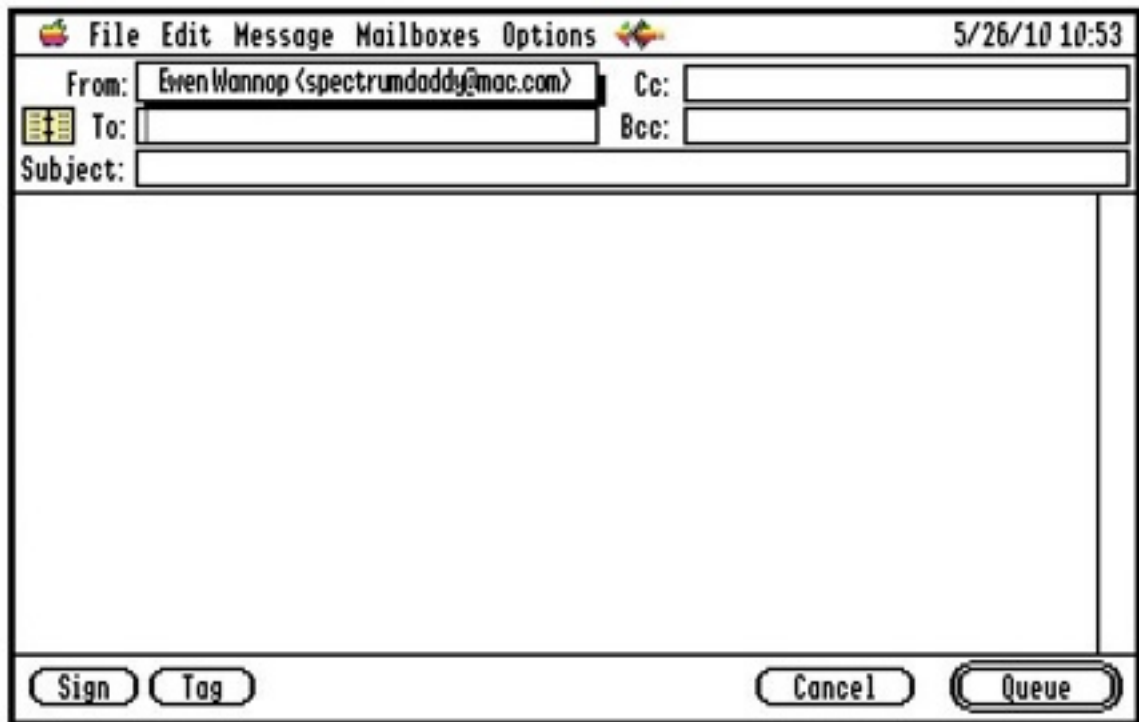 File Edit Message Mailboxes Options 5/26/10 10:53
From: Ewen Wannop <spectrumdaddy@mac.com> Cc:
To: Bcc:
Subject:
Sign Tag Cancel Queue